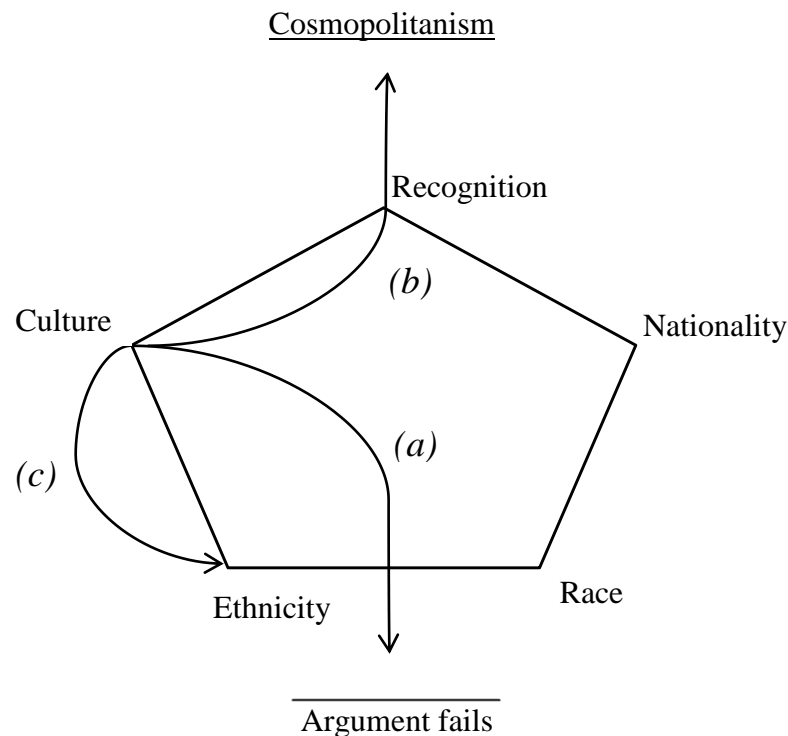 Cosmopolitanism
Recognition
(b)
Culture
Nationality
(a)
(c)
Ethnicity
Race
Argument fails